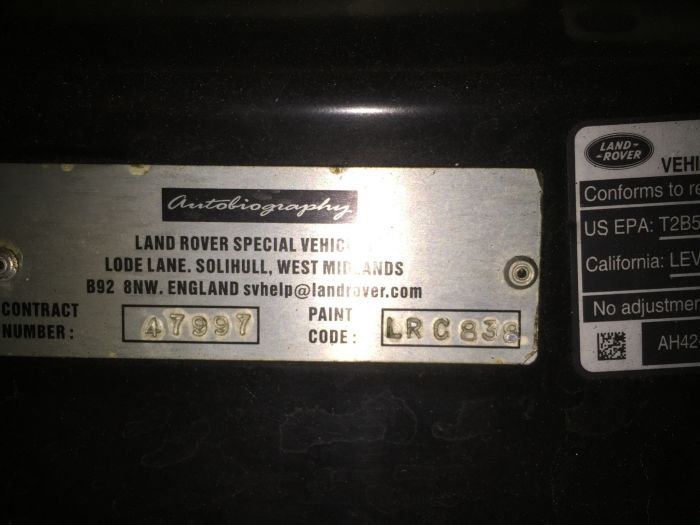 Autobiography
LAND ROVER SPECIAL VEHIC
LODE LANE. SOLIHULL, WEST MIDLANDS
B92 8NW. ENGLAND svhelp@landrover.com
CONTRACT NUMBER: 47997
PAINT CODE: LRC838
LAND-
-ROVER
VEHI
Conforms to re
US EPA: T2B5
California: LEV
No adjustmen
AH42-